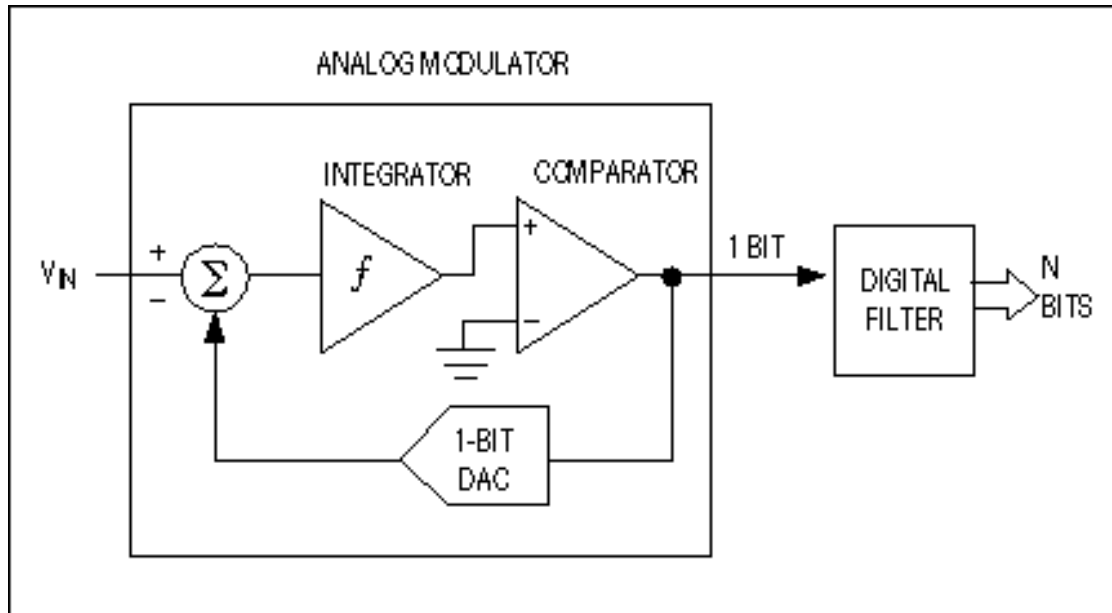 ANALOG MODULATOR
INTEGRATOR
COMPARATOR
VIN
+
−
Σ
∫
+
−
1 BIT
DIGITAL
FILTER
N
BITS
1-BIT
DAC